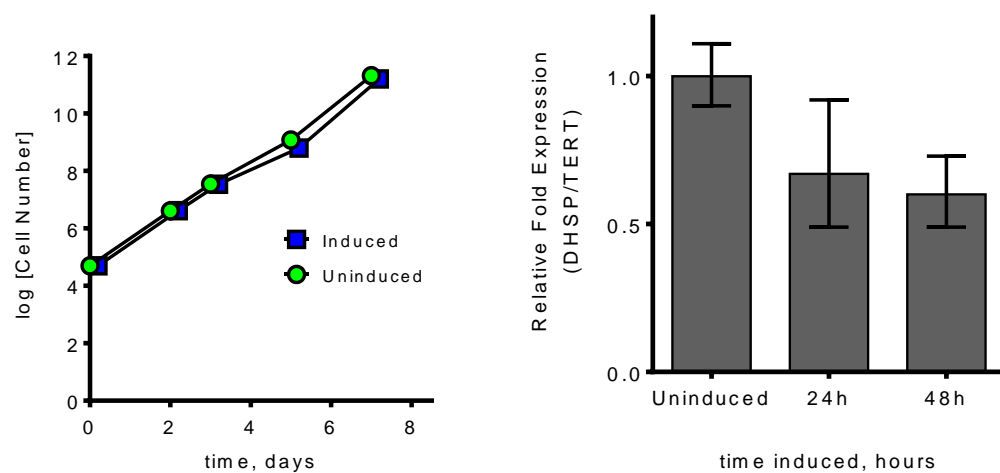 12
10
8
6
4
2
0
log [Cell Number]
Induced
Uninduced
0 2 4 6 8
time, days
Relative Fold Expression
(DHSP/TERT)
1.0
0.5
0.0
Uninduced 24h 48h
time induced, hours